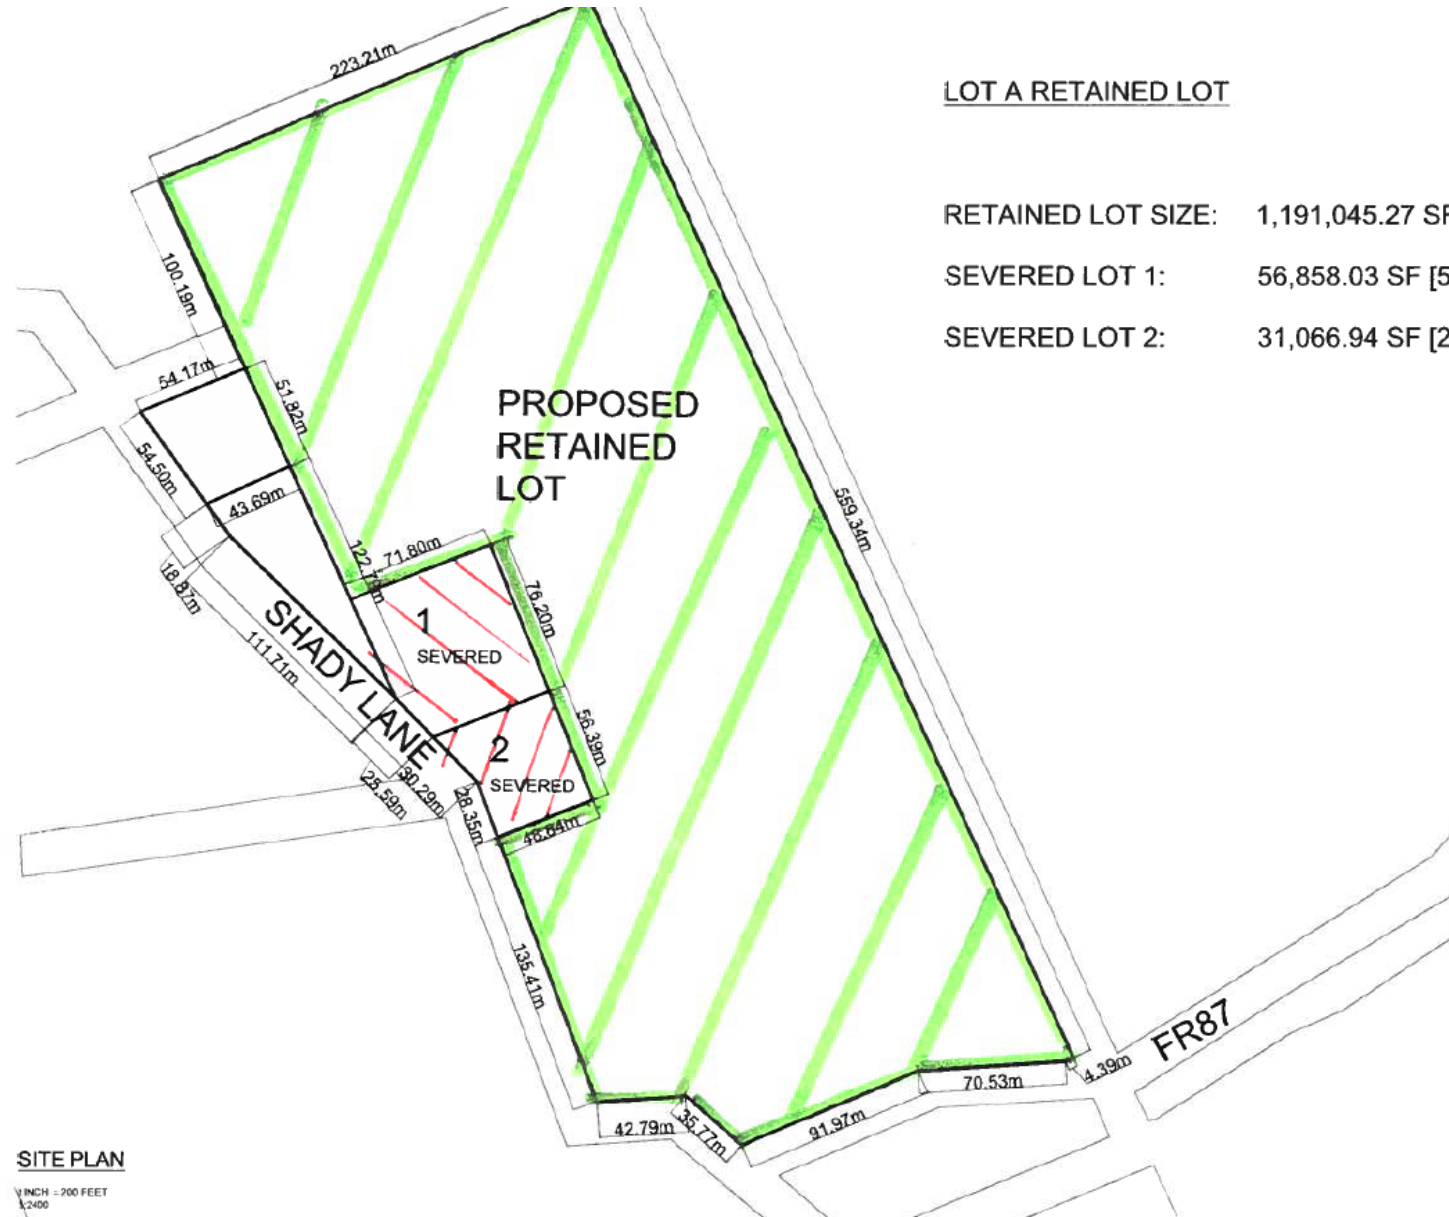 223.21m
LOT A RETAINED LOT
RETAINED LOT SIZE: 1,191,045.27 SF
SEVERED LOT 1: 56,858.03 SF [5
SEVERED LOT 2: 31,066.94 SF [2
100.19m
54.17m
51.82m
PROPOSED
RETAINED
LOT
54.50m
43.69m
559.34m
122.79m
71.80m
18.87m
76.20m
1
SEVERED
SHADY LANE
111.71m
56.39m
2
SEVERED
30.29m
25.59m
28.35m
48.64m
135.41m
FR87
4.39m
70.53m
42.79m
35.77m
91.97m
SITE PLAN
1 INCH = 200 FEET
1:2400